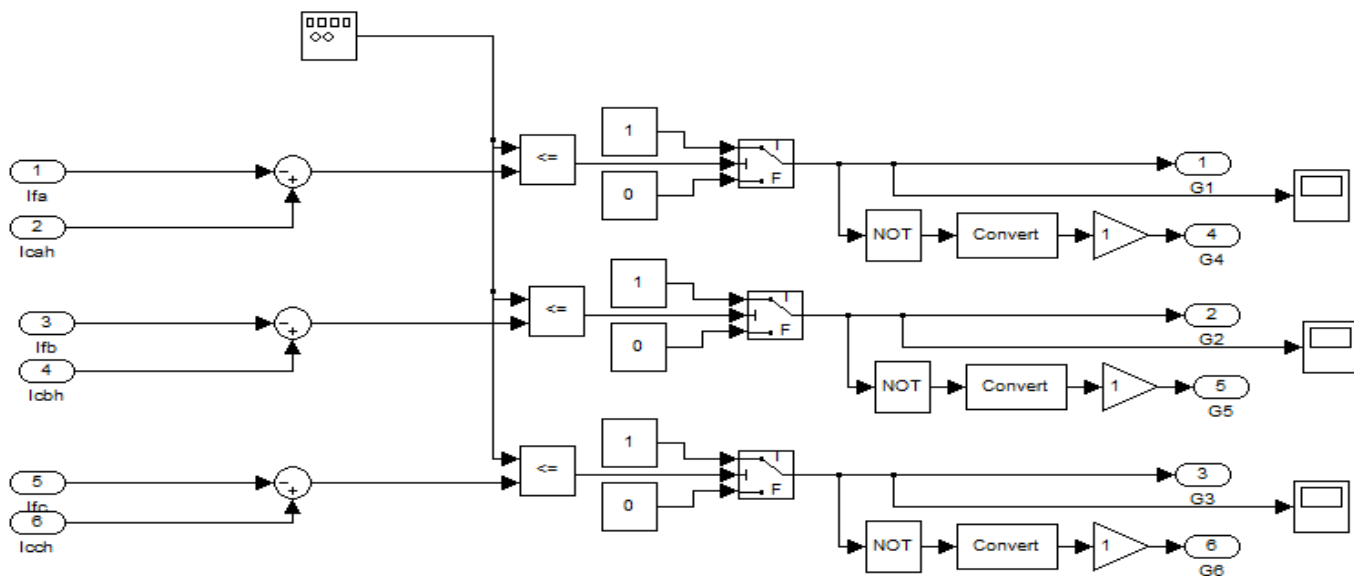 1
T
1
<=
1
- +
Ifa
F
0
G1
2
NOT
Convert
1
4
Icah
G4
1
T
<=
3
- +
2
Ifb
F
0
G2
4
NOT
Convert
1
5
Icbh
G5
1
T
<=
5
- +
3
Ifc
F
0
G3
6
NOT
Convert
1
6
Icch
G6